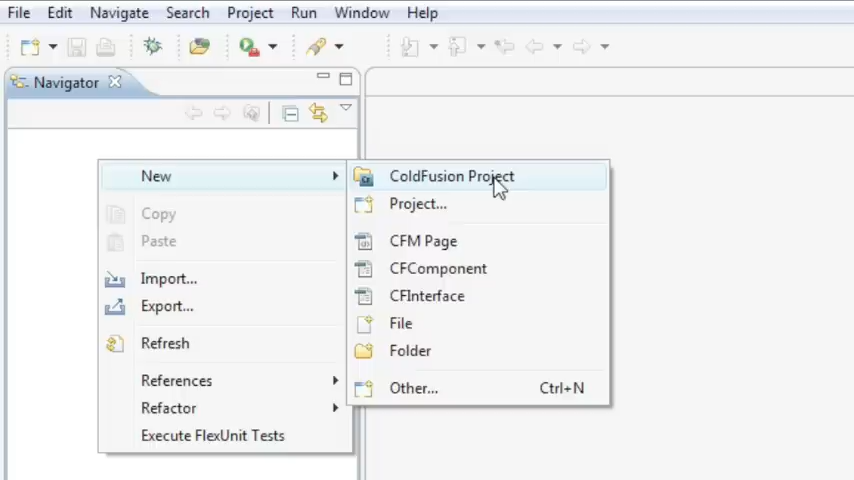 File Edit Navigate Search Project Run Window Help
Navigator
New
Copy
Paste
Import...
Export...
Refresh
References
Refactor
Execute FlexUnit Tests
ColdFusion Project
Project...
CFM Page
CFComponent
CFInterface
File
Folder
Other... Ctrl+N